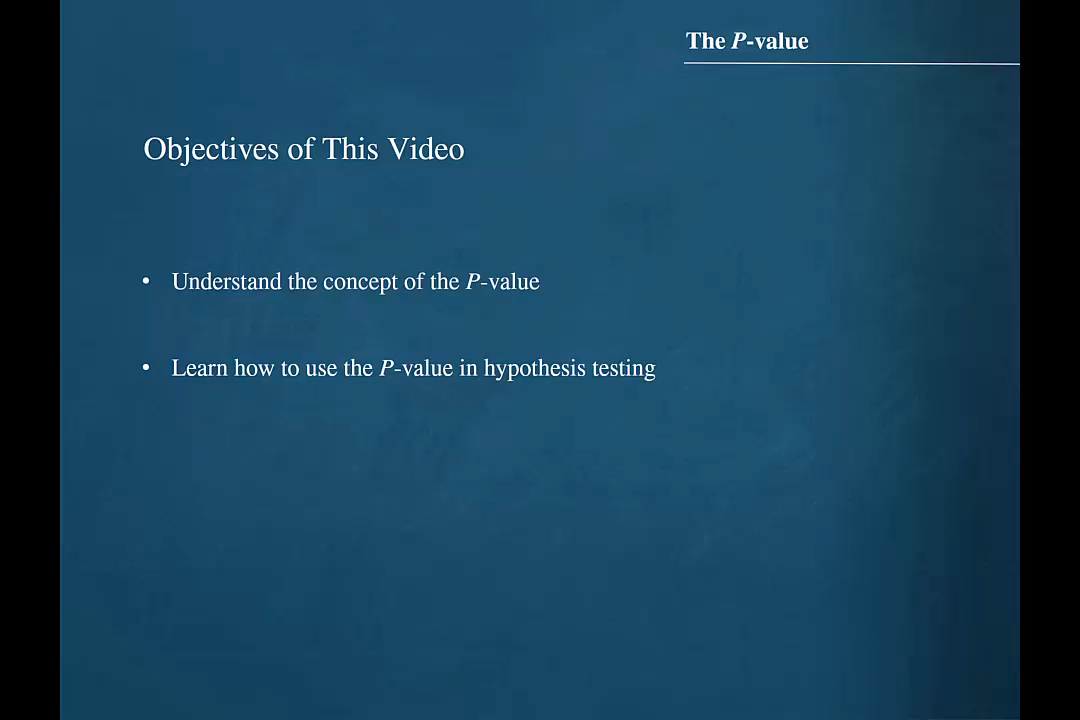 The P-value
Objectives of This Video
• Understand the concept of the P-value
• Learn how to use the P-value in hypothesis testing